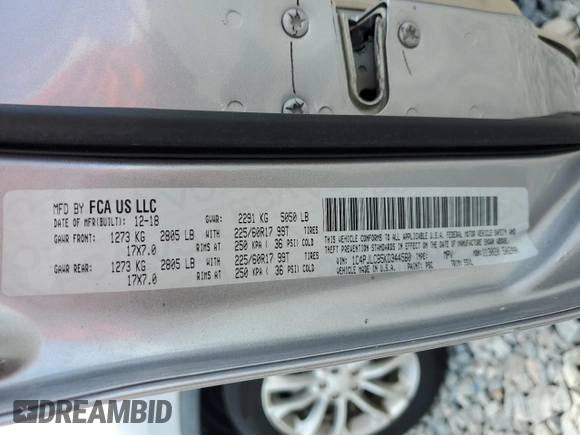 MFD BY FCA US LLC
DATE OF MFR(BUILT): 12-18 GVWR: 2291 KG 5050 LB
GAWR FRONT: 1273 KG 2805 LB WITH 225/60R17 99T TIRES
17X7.0 RIMS AT 250 KPA ( 36 PSI) COLD
GAWR REAR: 1273 KG 2805 LB WITH 225/60R17 99T TIRES
17X7.0 RIMS AT 250 KPA ( 36 PSI) COLD
THIS VEHICLE CONFORMS TO ALL APPLICABLE U.S.A. FEDERAL MOTOR VEHICLE SAFETY AND
THEFT PREVENTION STANDARDS IN EFFECT ON THE DATE OF MANUFACTURE SHOWN ABOVE.
VIN: 1C4PJLCB5KD344560 TYPE: MPV
VEHICLE MADE IN U.S.A. PAINT: PSC TRIM:
DREAMBID